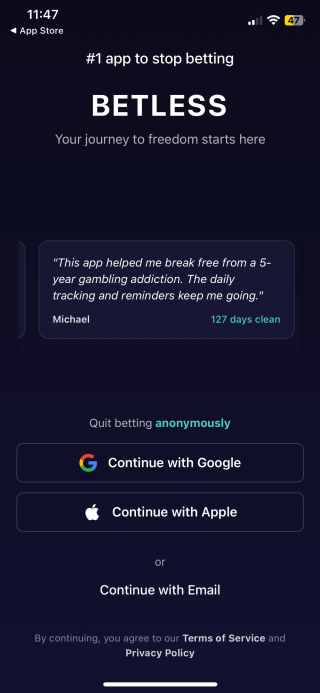 11:47
47
◀ App Store
#1 app to stop betting
BETLESS
Your journey to freedom starts here
"This app helped me break free from a 5-
year gambling addiction. The daily
tracking and reminders keep me going."
Michael
127 days clean
Quit betting anonymously
Continue with Google
Continue with Apple
or
Continue with Email
By continuing, you agree to our Terms of Service and
Privacy Policy